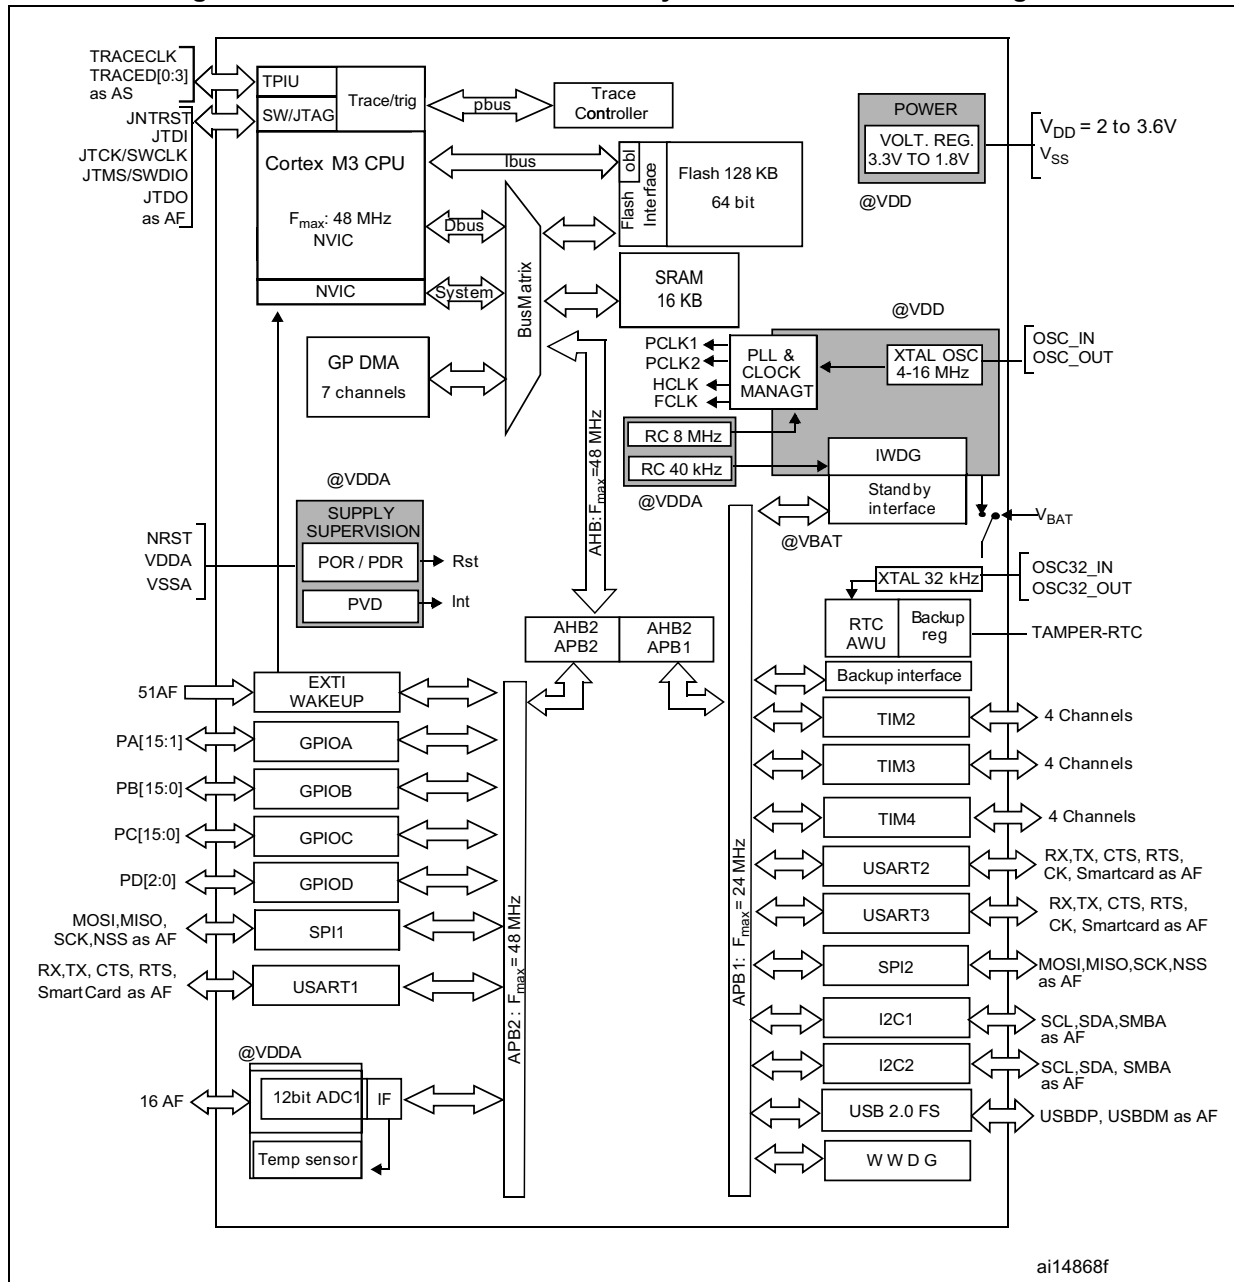 TRACECLK
TRACED[0:3]
as AS
JNTRST
JTDI
JTCK/SWCLK
JTMS/SWDIO
JTDO
as AF
TPIU
SW/JTAG
Trace/trig
pbus
Trace
Controller
Cortex M3 CPU
Fmax: 48 MHz
NVIC
NVIC
Ibus
Dbus
System
BusMatrix
Flash obl
Interface
Flash 128 KB
64 bit
SRAM
16 KB
POWER
VOLT. REG.
3.3V TO 1.8V
@VDD
VDD = 2 to 3.6V
VSS
GP DMA
7 channels
@VDD
PCLK1
PCLK2
HCLK
FCLK
PLL &
CLOCK
MANAGT
XTAL OSC
4-16 MHz
OSC_IN
OSC_OUT
RC 8 MHz
RC 40 kHz
@VDDA
IWDG
Stand by
interface
@VBAT
VBAT
AHB: Fmax=48 MHz
@VDDA
SUPPLY
SUPERVISION
POR / PDR
PVD
Rst
Int
NRST
VDDA
VSSA
XTAL 32 kHz
OSC32_IN
OSC32_OUT
RTC
AWU
Backup
reg
TAMPER-RTC
Backup interface
AHB2
APB2
AHB2
APB1
51AF
EXTI
WAKEUP
PA[15:1]
GPIOA
PB[15:0]
GPIOB
PC[15:0]
GPIOC
PD[2:0]
GPIOD
MOSI,MISO,
SCK,NSS as AF
SPI1
RX,TX, CTS, RTS,
SmartCard as AF
USART1
@VDDA
16 AF
12bit ADC1
IF
Temp sensor
APB2 : Fmax = 48 MHz
APB1 : Fmax = 24 MHz
TIM2
4 Channels
TIM3
4 Channels
TIM4
4 Channels
USART2
RX,TX, CTS, RTS,
CK, Smartcard as AF
USART3
RX,TX, CTS, RTS,
CK, Smartcard as AF
SPI2
MOSI,MISO,SCK,NSS
as AF
I2C1
SCL,SDA,SMBA
as AF
I2C2
SCL,SDA, SMBA
as AF
USB 2.0 FS
USBDP, USBDM as AF
W W D G
ai14868f